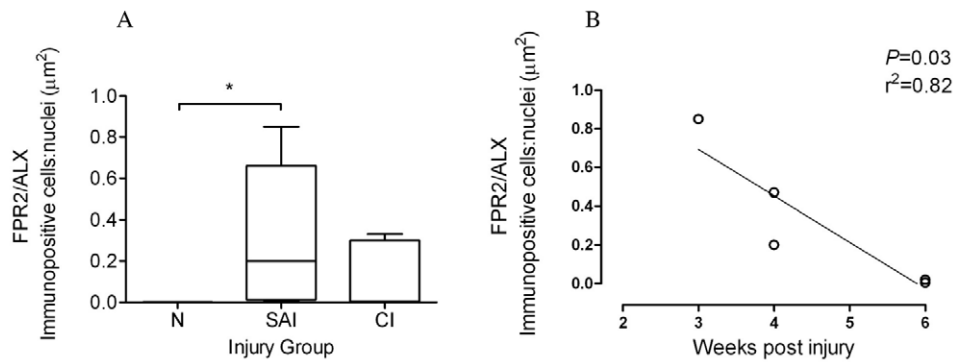 A
FPR2/ALX
Immunopositive cells:nuclei (μm²)
1.0
0.8
0.6
0.4
0.2
0.0
*
N SAI CI
Injury Group
B
P=0.03
r²=0.82
FPR2/ALX
Immunopositive cells:nuclei (μm²)
1.0
0.8
0.6
0.4
0.2
0.0
2 3 4 5 6
Weeks post injury